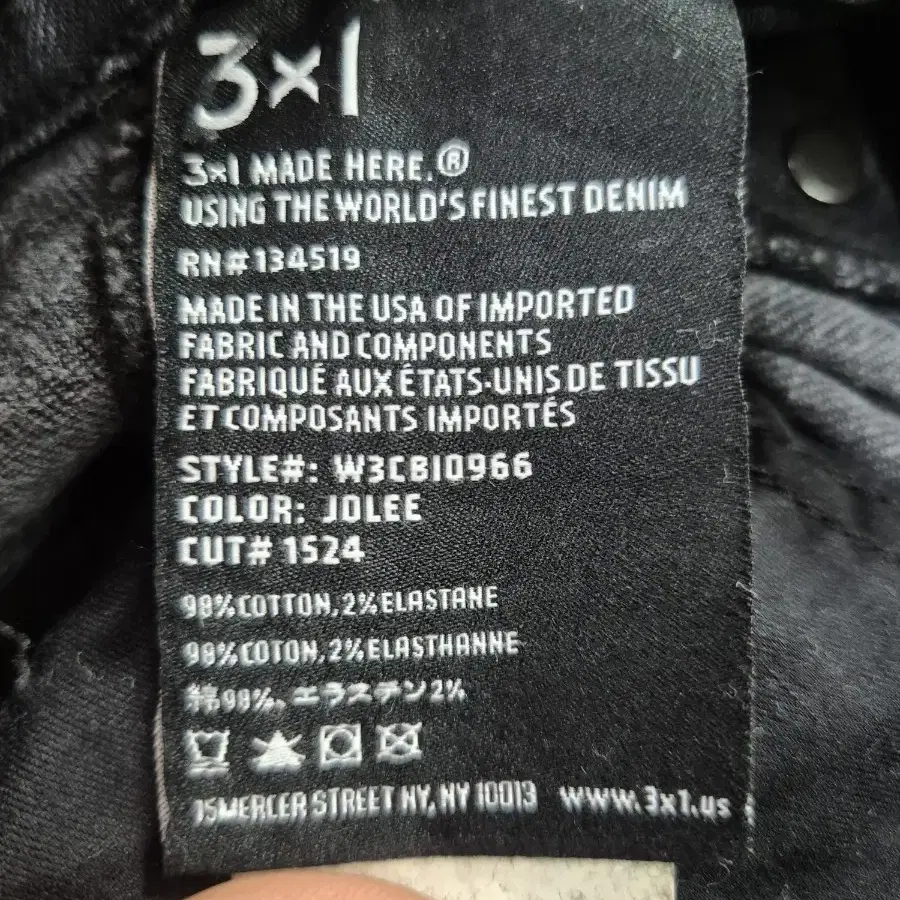 3×1
3×1 MADE HERE.®
USING THE WORLD'S FINEST DENIM
RN#134519
MADE IN THE USA OF IMPORTED
FABRIC AND COMPONENTS
FABRIQUÉ AUX ÉTATS-UNIS DE TISSU
ET COMPOSANTS IMPORTÉS
STYLE#: W3CBI0966
COLOR: JOLEE
CUT# 1524
98%COTTON, 2%ELASTANE
98%COTON, 2%ELASTHANNE
綿98%、エラステン2%
15MERCER STREET NY, NY 10013 www.3x1.us